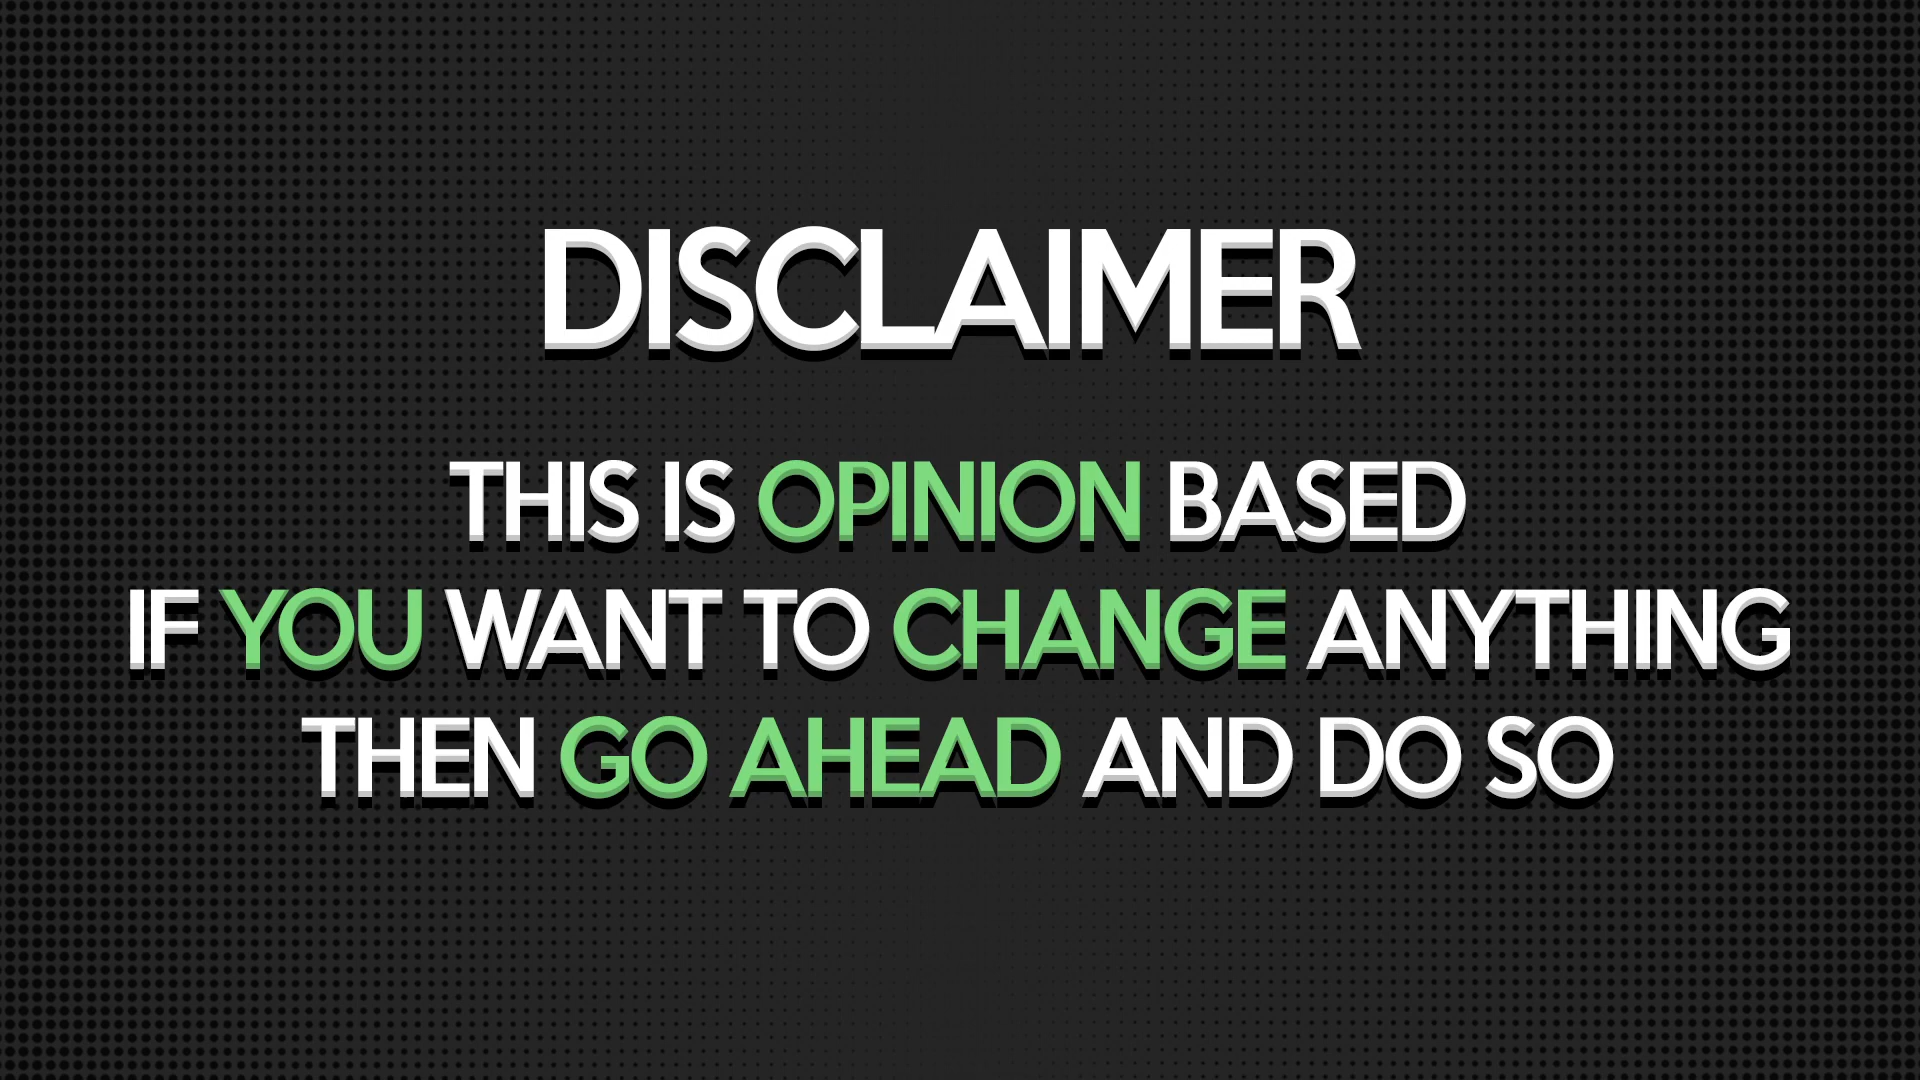 DISCLAIMER
THIS IS OPINION BASED
IF YOU WANT TO CHANGE ANYTHING
THEN GO AHEAD AND DO SO